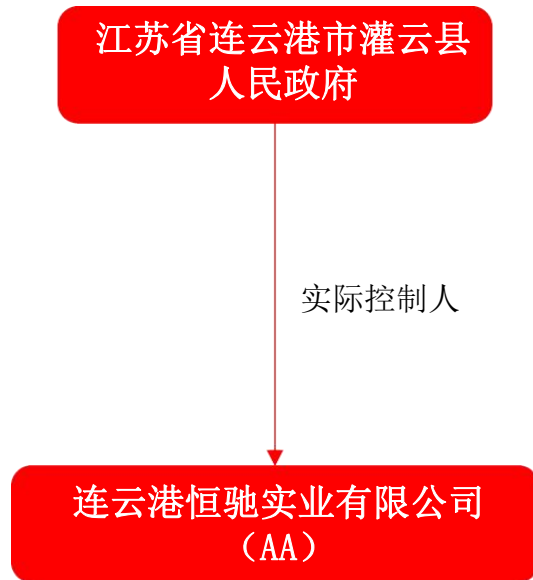 江苏省连云港市灌云县
人民政府
实际控制人
连云港恒驰实业有限公司
（AA）